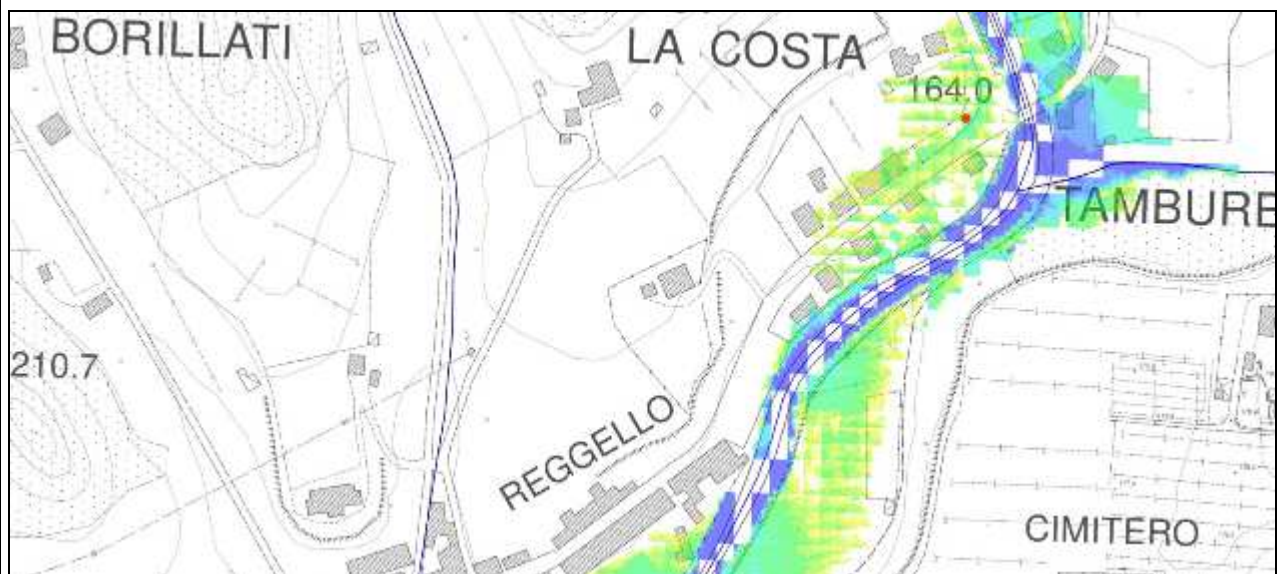 BORILLATI
LA COSTA
164.0
TAMBURE
210.7
REGGELLO
CIMITERO